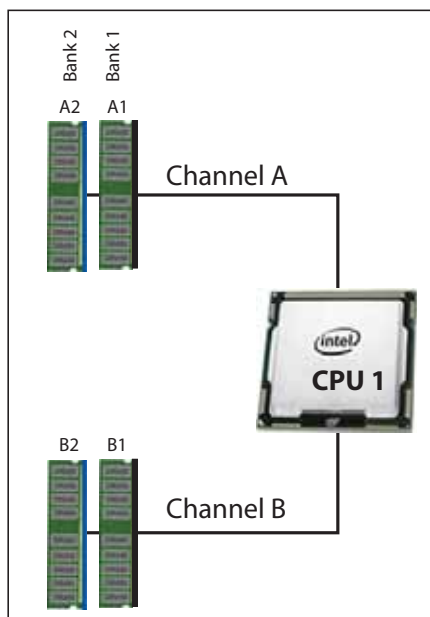 Bank 2
Bank 1
A2 A1
Channel A
intel
CPU 1
B2 B1
Channel B